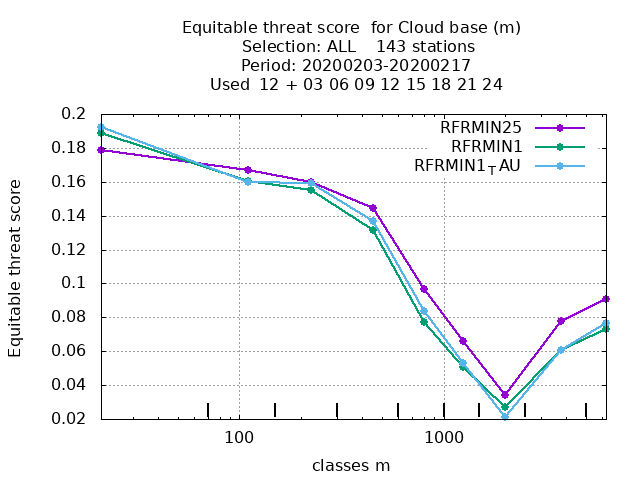 Equitable threat score  for Cloud base (m)
Selection: ALL    143 stations
Period: 20200203-20200217
Used  12 + 03 06 09 12 15 18 21 24
RFRMIN25
RFRMIN1
RFRMIN1TAU
Equitable threat score
0.2
0.18
0.16
0.14
0.12
0.1
0.08
0.06
0.04
0.02
100
1000
classes m